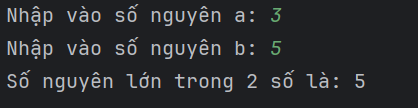 Nhập vào số nguyên a: 3
Nhập vào số nguyên b: 5
Số nguyên lớn trong 2 số là: 5